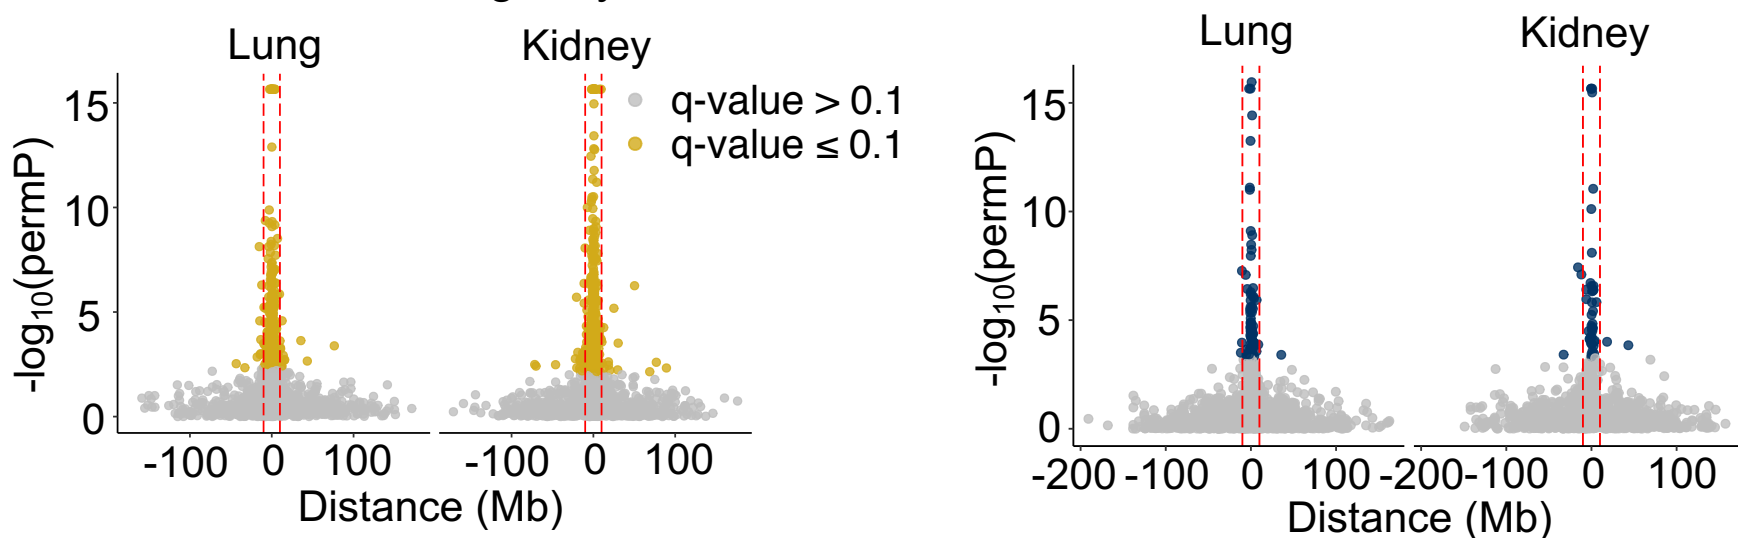 Lung Kidney
q-value > 0.1
q-value ≤ 0.1
-log10(permP)
15
10
5
0
-100 0 100 -100 0 100
Distance (Mb)
Lung Kidney
-log10(permP)
15
10
5
0
-200 -100 0 100 -200 -100 0 100
Distance (Mb)